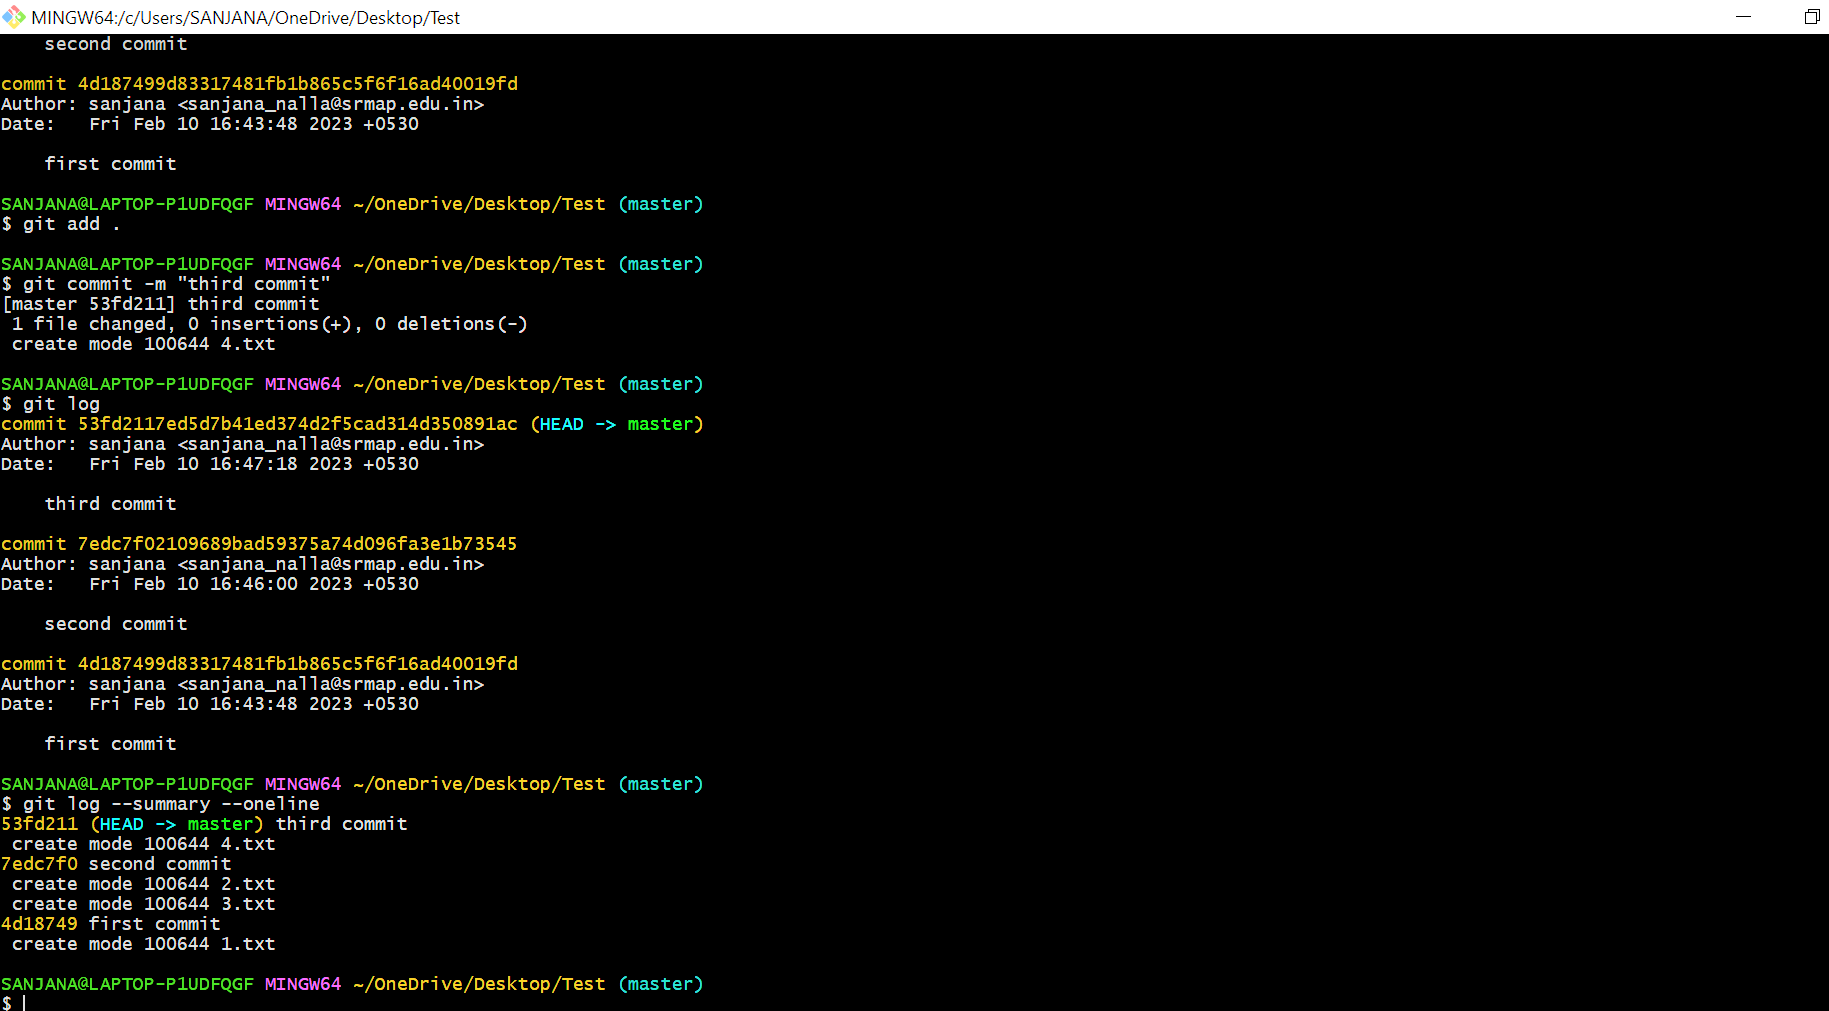 MINGW64:/c/Users/SANJANA/OneDrive/Desktop/Test
second commit
commit 4d187499d83317481fb1b865c5f6f16ad40019fd
Author: sanjana <sanjana_nalla@srmap.edu.in>
Date:   Fri Feb 10 16:43:48 2023 +0530
first commit
SANJANA@LAPTOP-P1UDFQGF MINGW64 ~/OneDrive/Desktop/Test (master)
$ git add .
SANJANA@LAPTOP-P1UDFQGF MINGW64 ~/OneDrive/Desktop/Test (master)
$ git commit -m "third commit"
[master 53fd211] third commit
 1 file changed, 0 insertions(+), 0 deletions(-)
 create mode 100644 4.txt
SANJANA@LAPTOP-P1UDFQGF MINGW64 ~/OneDrive/Desktop/Test (master)
$ git log
commit 53fd2117ed5d7b41ed374d2f5cad314d350891ac (HEAD -> master)
Author: sanjana <sanjana_nalla@srmap.edu.in>
Date:   Fri Feb 10 16:47:18 2023 +0530
third commit
commit 7edc7f02109689bad59375a74d096fa3e1b73545
Author: sanjana <sanjana_nalla@srmap.edu.in>
Date:   Fri Feb 10 16:46:00 2023 +0530
second commit
commit 4d187499d83317481fb1b865c5f6f16ad40019fd
Author: sanjana <sanjana_nalla@srmap.edu.in>
Date:   Fri Feb 10 16:43:48 2023 +0530
first commit
SANJANA@LAPTOP-P1UDFQGF MINGW64 ~/OneDrive/Desktop/Test (master)
$ git log --summary --oneline
53fd211 (HEAD -> master) third commit
 create mode 100644 4.txt
7edc7f0 second commit
 create mode 100644 2.txt
 create mode 100644 3.txt
4d18749 first commit
 create mode 100644 1.txt
SANJANA@LAPTOP-P1UDFQGF MINGW64 ~/OneDrive/Desktop/Test (master)
$